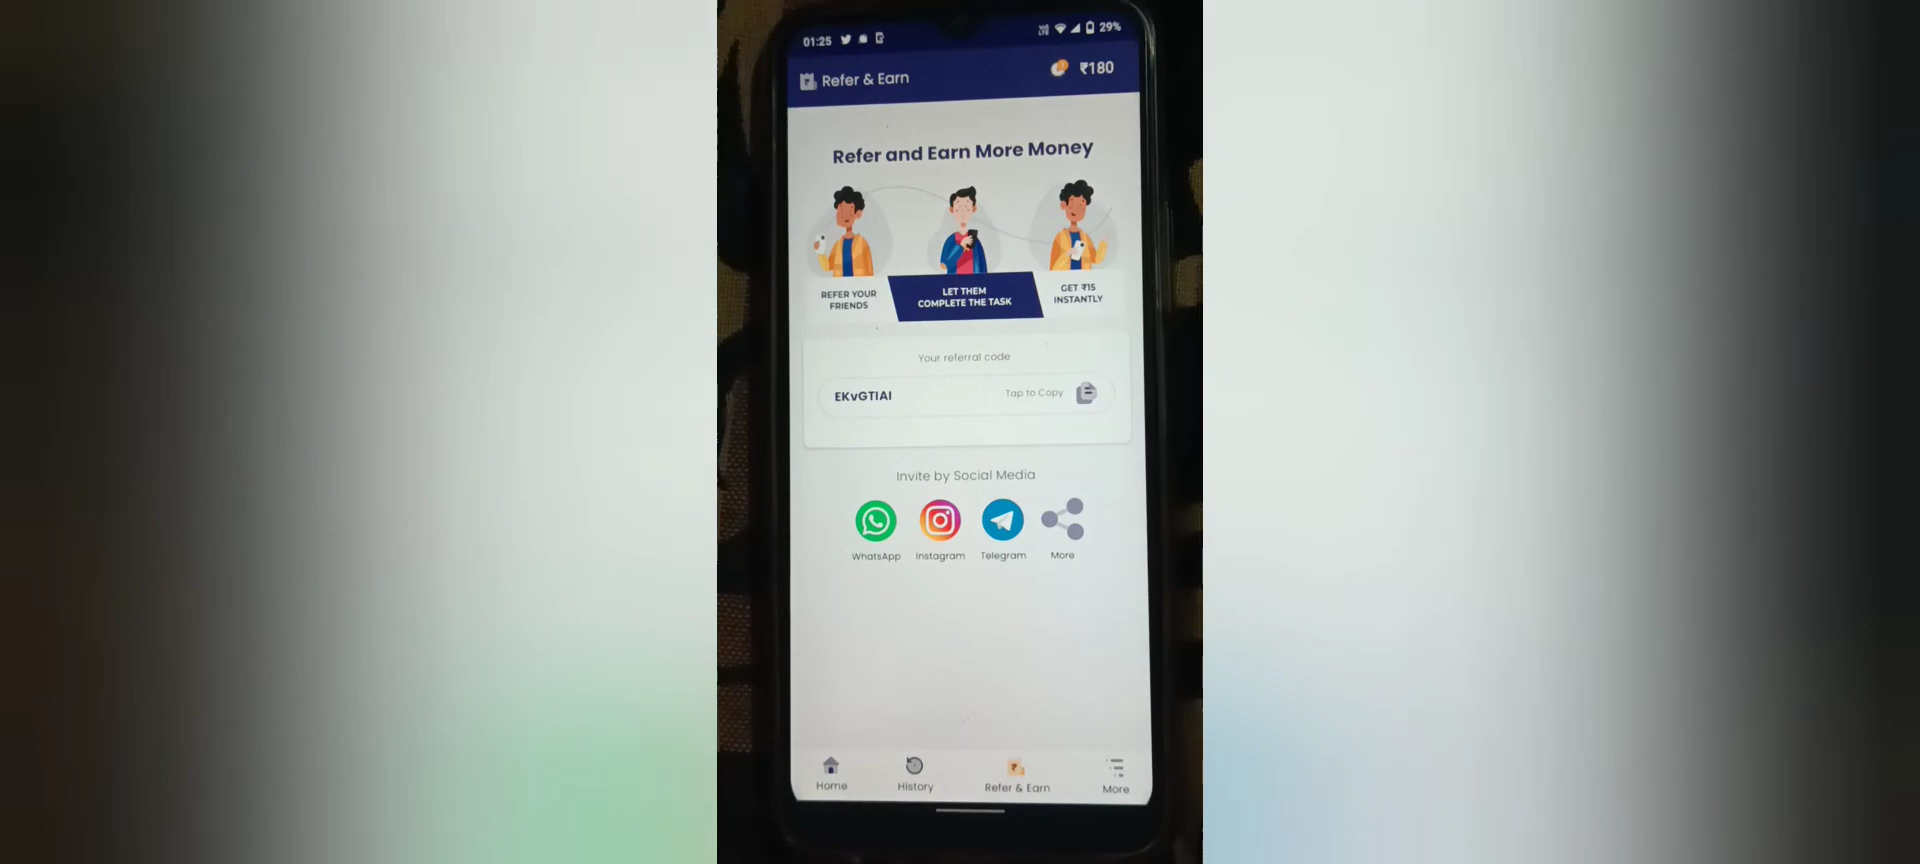 01:25
29%
Refer & Earn
₹180
Refer and Earn More Money
REFER YOUR
FRIENDS
LET THEM
COMPLETE THE TASK
GET ₹15
INSTANTLY
Your referral code
EKvGTIAI
Tap to Copy
Invite by Social Media
WhatsApp
Instagram
Telegram
More
Home
History
Refer & Earn
More